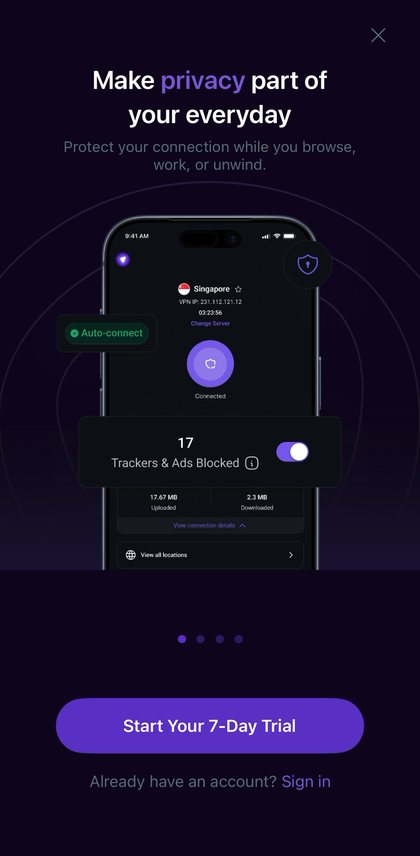 Make privacy part of
your everyday
Protect your connection while you browse,
work, or unwind.
9:41 AM
Singapore
VPN IP: 231.112.121.12
03:23:56
Change Server
Auto-connect
Connected
17
Trackers & Ads Blocked
17.67 MB
2.3 MB
Uploaded
Downloaded
View connection details
View all locations
Start Your 7-Day Trial
Already have an account? Sign in